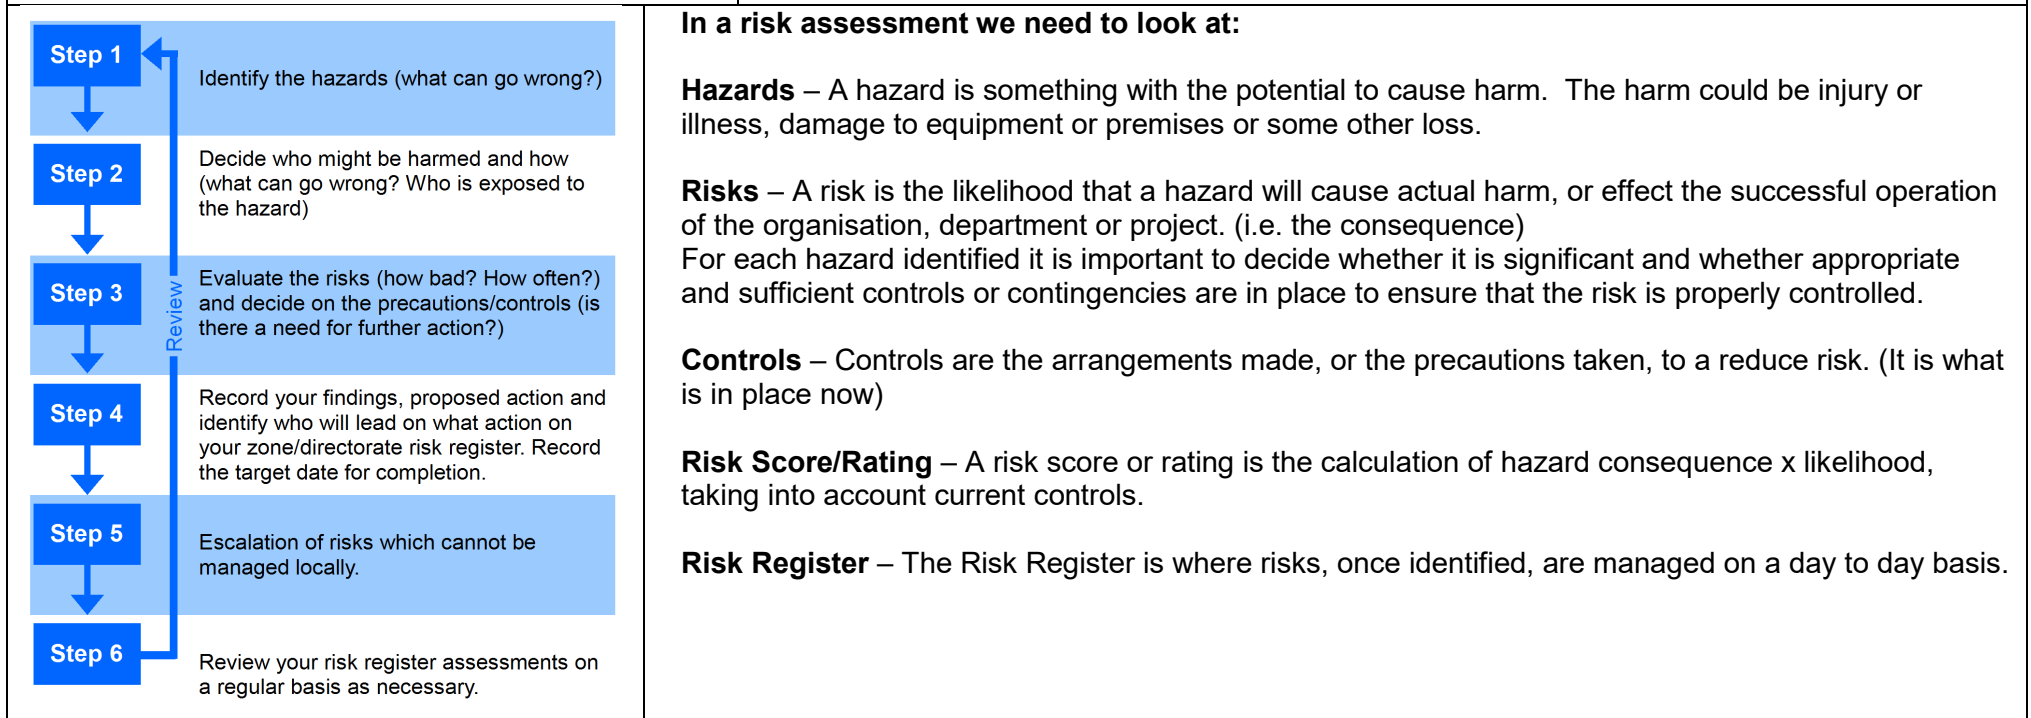 Step 1
Identify the hazards (what can go wrong?)
Step 2
Decide who might be harmed and how
(what can go wrong? Who is exposed to
the hazard)
Step 3
Evaluate the risks (how bad? How often?)
and decide on the precautions/controls (is
there a need for further action?)
Review
Step 4
Record your findings, proposed action and
identify who will lead on what action on
your zone/directorate risk register. Record
the target date for completion.
Step 5
Escalation of risks which cannot be
managed locally.
Step 6
Review your risk register assessments on
a regular basis as necessary.
In a risk assessment we need to look at:
Hazards – A hazard is something with the potential to cause harm.  The harm could be injury or
illness, damage to equipment or premises or some other loss.
Risks – A risk is the likelihood that a hazard will cause actual harm, or effect the successful operation
of the organisation, department or project. (i.e. the consequence)
For each hazard identified it is important to decide whether it is significant and whether appropriate
and sufficient controls or contingencies are in place to ensure that the risk is properly controlled.
Controls – Controls are the arrangements made, or the precautions taken, to a reduce risk. (It is what
is in place now)
Risk Score/Rating – A risk score or rating is the calculation of hazard consequence x likelihood,
taking into account current controls.
Risk Register – The Risk Register is where risks, once identified, are managed on a day to day basis.